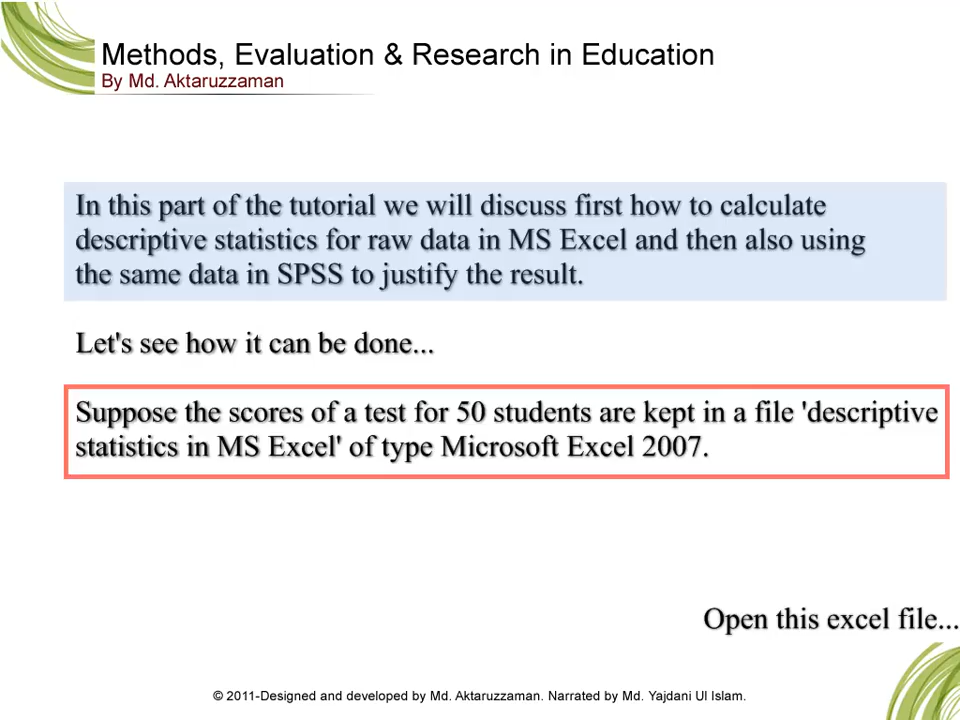 Methods, Evaluation & Research in Education
By Md. Aktaruzzaman
In this part of the tutorial we will discuss first how to calculate
descriptive statistics for raw data in MS Excel and then also using
the same data in SPSS to justify the result.
Let's see how it can be done...
Suppose the scores of a test for 50 students are kept in a file 'descriptive
statistics in MS Excel' of type Microsoft Excel 2007.
Open this excel file...
© 2011-Designed and developed by Md. Aktaruzzaman. Narrated by Md. Yajdani Ul Islam.